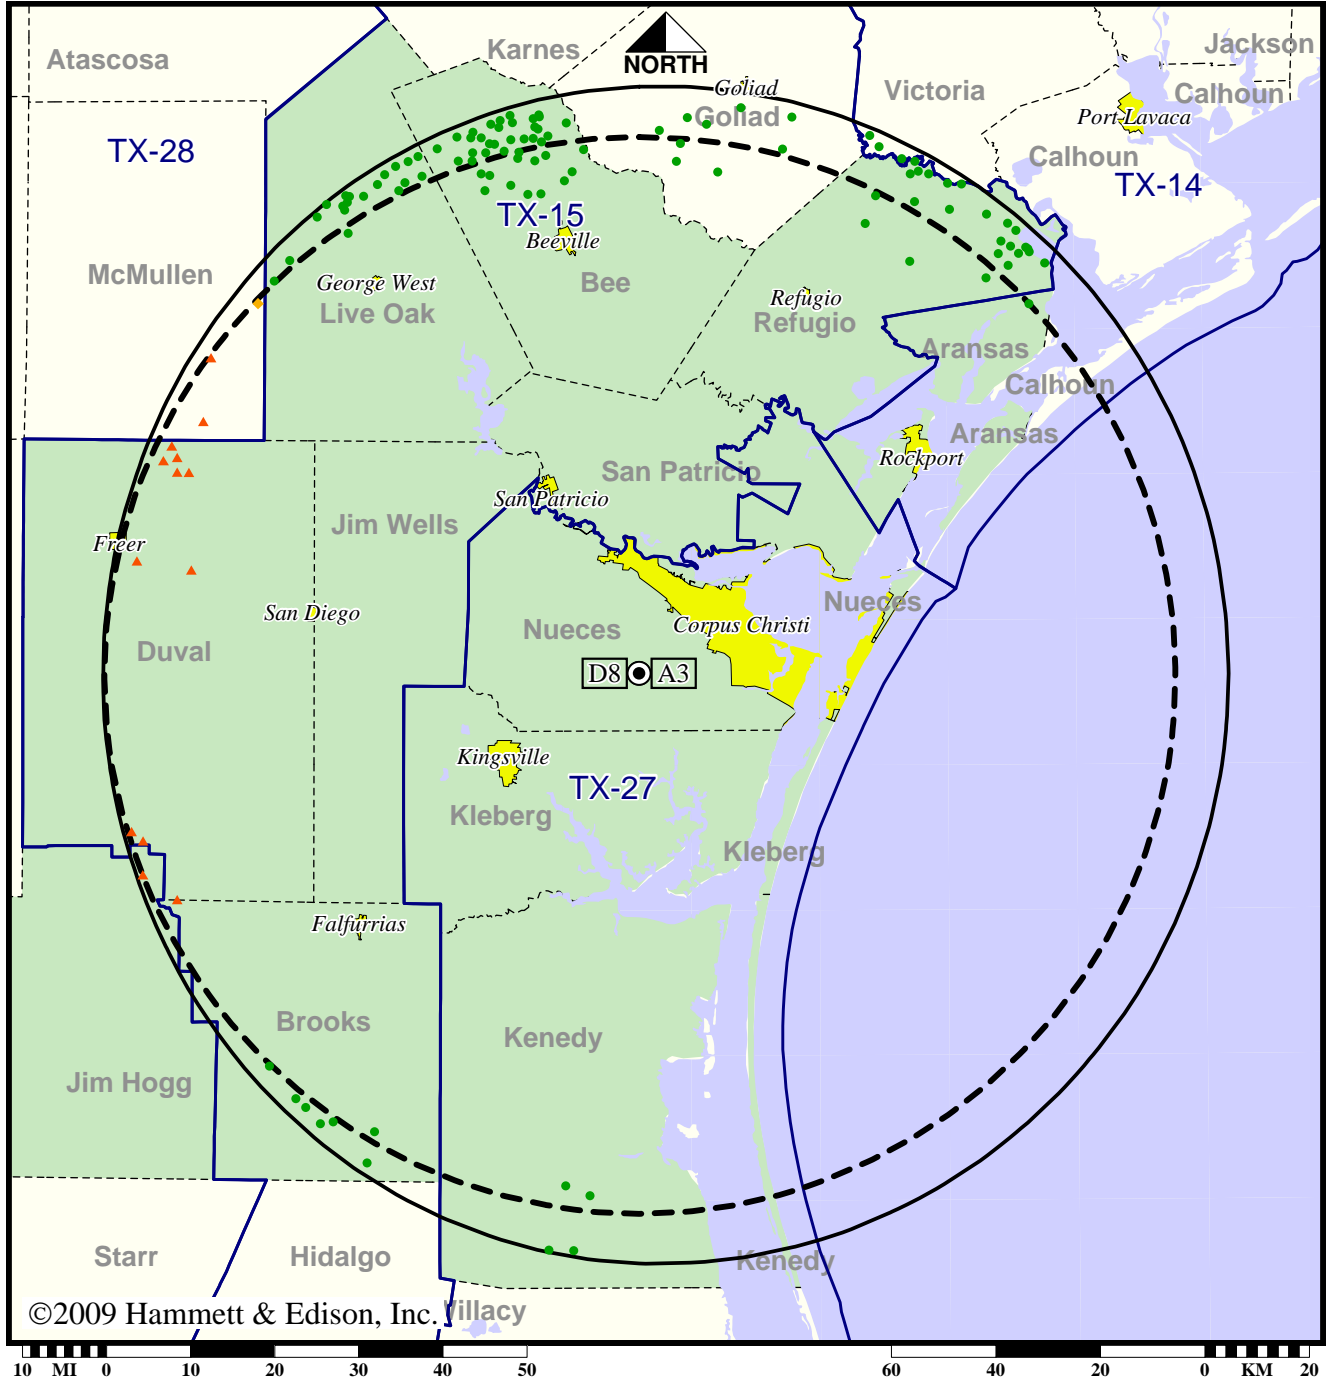 Karnes
Jackson
Atascosa
NORTH
Goliad
Victoria
Calhoun
Goliad
Port Lavaca
TX-28
Calhoun
TX-14
TX-15
Beeville
McMullen
George West
Bee
Refugio
Live Oak
Refugio
Aransas
Calhoun
Aransas
Rockport
San Patricio
San Patricio
Jim Wells
Freer
San Diego
Nueces
Nueces
Corpus Christi
Duval
D8 A3
Kingsville
TX-27
Kleberg
Kleberg
Falfurrias
Brooks
Kenedy
Jim Hogg
Starr
Hidalgo
Kenedy
©2009 Hammett & Edison, Inc.
Villacy
10 MI 0 10 20 30 40 50 60 40 20 0 KM 20